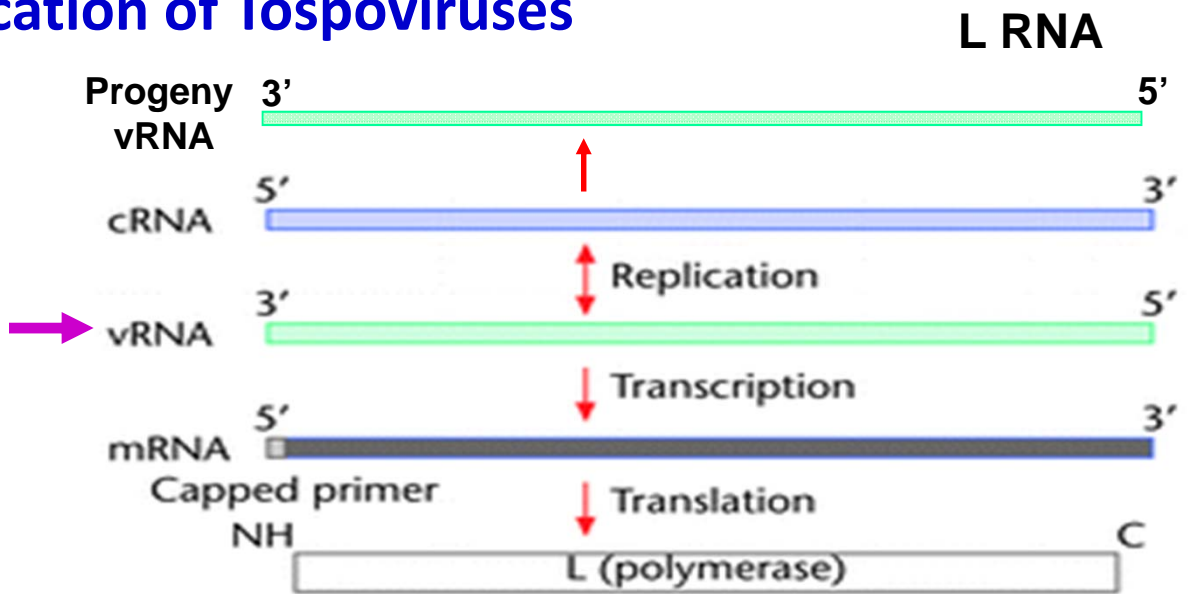 cation of Tospoviruses
L RNA
Progeny 3’ 5’
vRNA
5′ 3′
cRNA
Replication
3′ 5′
vRNA
Transcription
5′ 3′
mRNA
Capped primer
Translation
NH C
L (polymerase)